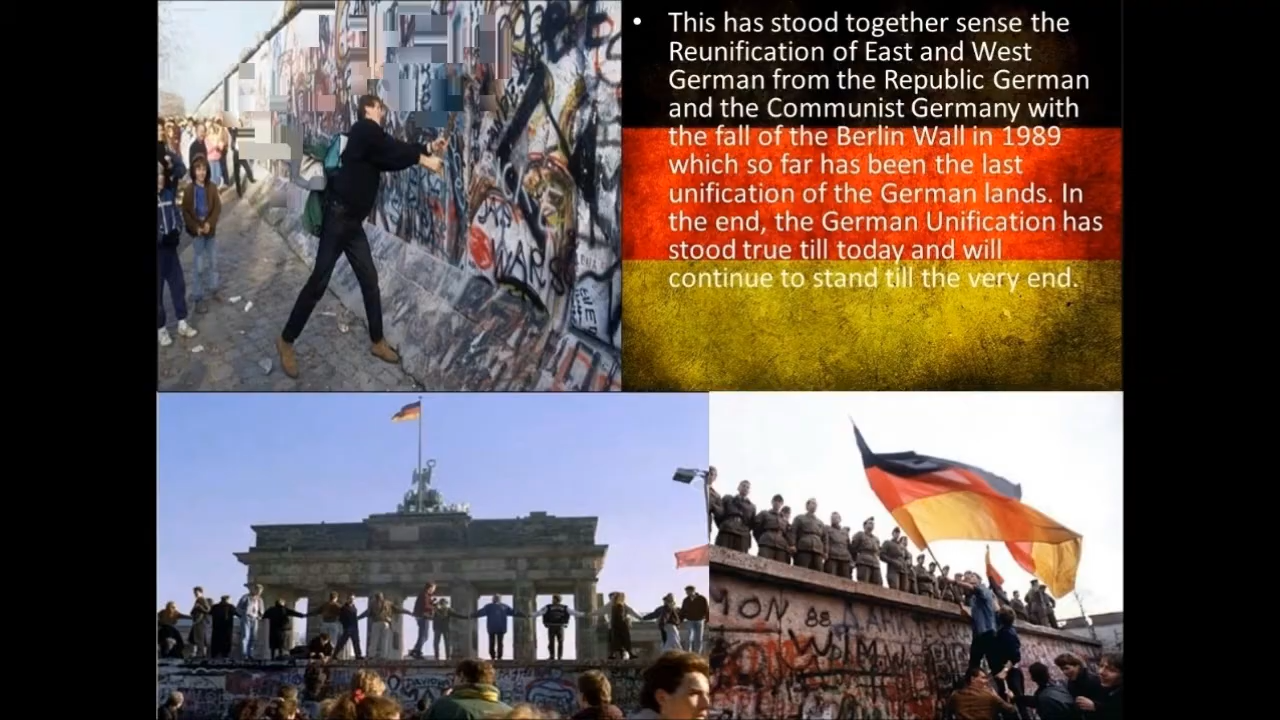 • This has stood together sense the
Reunification of East and West
German from the Republic German
and the Communist Germany with
the fall of the Berlin Wall in 1989
which so far has been the last
unification of the German lands. In
the end, the German Unification has
stood true till today and will
continue to stand till the very end.
WARS
88